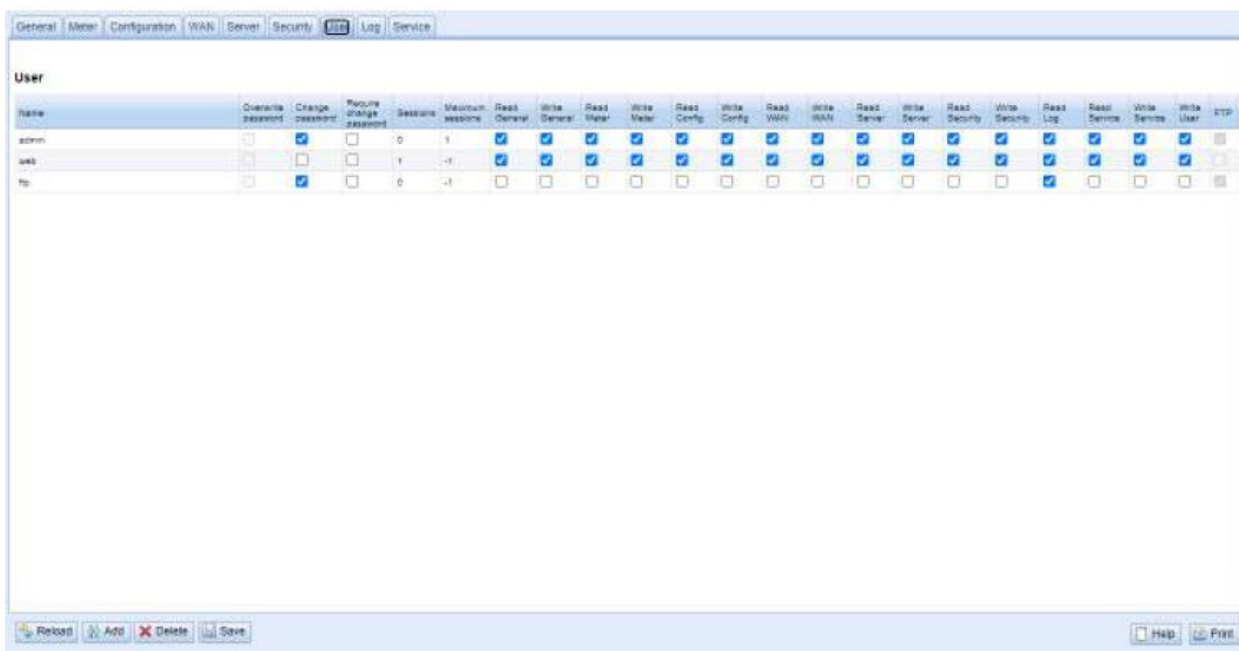 General Meter Configuration WAN Server Security User Log Service
User
Name Overwrite password Change password Require change password Sessions Maximum sessions Read General Write General Read Meter Write Meter Read Config Write Config Read WAN Write WAN Read Server Write Server Read Security Write Security Read Log Read Service Write Service Write User FTP
admin 0 1
web 1 -1
ftp 0 -1
Reload Add Delete Save Help Print